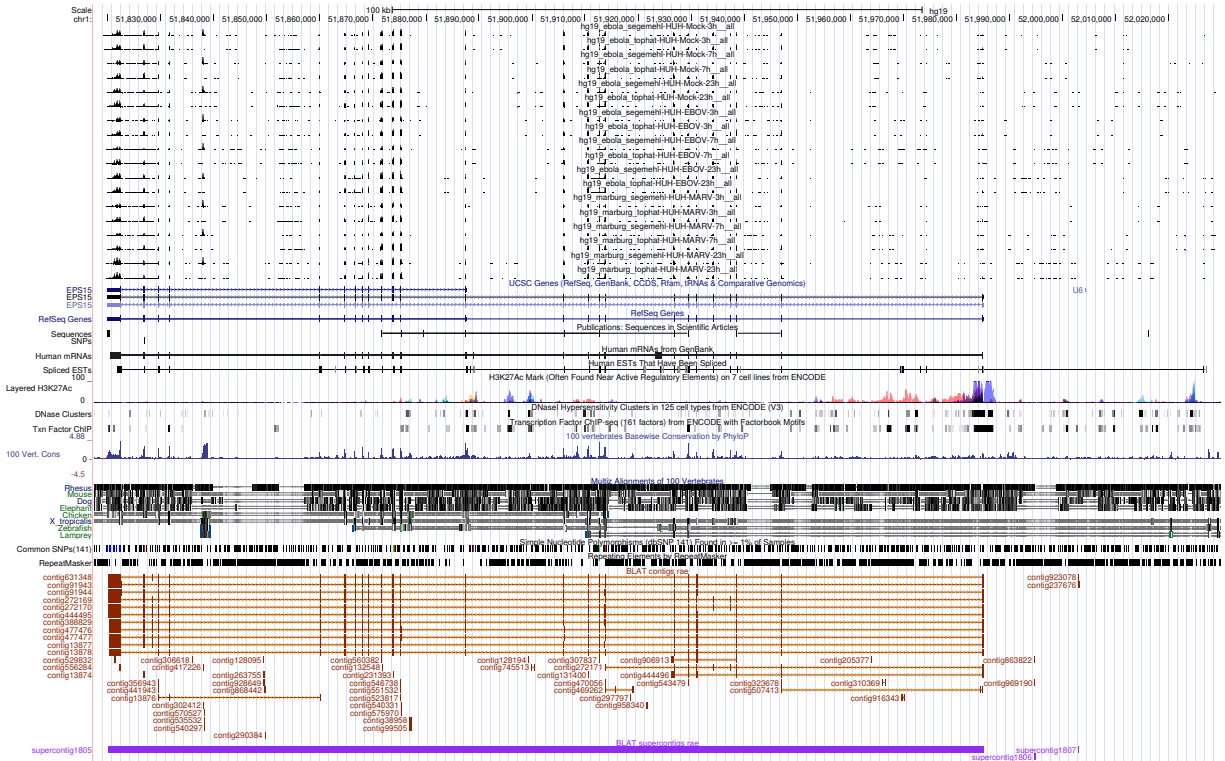 Scale 100 kb hg19
chr1: 51,830,000 51,840,000 51,850,000 51,860,000 51,870,000 51,880,000 51,890,000 51,900,000 51,910,000 51,920,000 51,930,000 51,940,000 51,950,000 51,960,000 51,970,000 51,980,000 51,990,000 52,000,000 52,010,000 52,020,000
hg19_ebola_segemehl-HUH-Mock-3h__all
hg19_ebola_tophat-HUH-Mock-3h__all
hg19_ebola_segemehl-HUH-Mock-7h__all
hg19_ebola_tophat-HUH-Mock-7h__all
hg19_ebola_segemehl-HUH-Mock-23h__all
hg19_ebola_tophat-HUH-Mock-23h__all
hg19_ebola_segemehl-HUH-EBOV-3h__all
hg19_ebola_tophat-HUH-EBOV-3h__all
hg19_ebola_segemehl-HUH-EBOV-7h__all
hg19_ebola_tophat-HUH-EBOV-7h__all
hg19_ebola_segemehl-HUH-EBOV-23h__all
hg19_ebola_tophat-HUH-EBOV-23h__all
hg19_marburg_segemehl-HUH-MARV-3h__all
hg19_marburg_tophat-HUH-MARV-3h__all
hg19_marburg_segemehl-HUH-MARV-7h__all
hg19_marburg_tophat-HUH-MARV-7h__all
hg19_marburg_segemehl-HUH-MARV-23h__all
hg19_marburg_tophat-HUH-MARV-23h__all
UCSC Genes (RefSeq, GenBank, CCDS, Rfam, tRNAs & Comparative Genomics)
EPS15 U6
EPS15
EPS15
RefSeq Genes
RefSeq Genes
Publications: Sequences in Scientific Articles
Sequences
SNPs
Human mRNAs from GenBank
Human mRNAs
Human ESTs That Have Been Spliced
Spliced ESTs
H3K27Ac Mark (Often Found Near Active Regulatory Elements) on 7 cell lines from ENCODE
100
Layered H3K27Ac
0
DNaseI Hypersensitivity Clusters in 125 cell types from ENCODE (V3)
DNase Clusters
Transcription Factor ChIP-seq (161 factors) from ENCODE with Factorbook Motifs
Txn Factor ChIP
100 vertebrates Basewise Conservation by PhyloP
4.88
100 Vert. Cons
0 -
-4.5
Multiz Alignments of 100 Vertebrates
Rhesus
Mouse
Dog
Elephant
Chicken
X_tropicalis
Zebrafish
Lamprey
Simple Nucleotide Polymorphisms (dbSNP 141) Found in >= 1% of Samples
Common SNPs(141)
Repeating Elements by RepeatMasker
RepeatMasker
BLAT contigs rae
contig631348 contig923078
contig91943 contig237676
contig91944
contig272169
contig272170
contig444495
contig388829
contig477476
contig477477
contig13877
contig13878
contig529832 contig306618 contig128095 contig560382 contig128194 contig307837 contig906913 contig205377 contig863822
contig556284 contig417226 contig132548 contig745513 contig272171
contig13874 contig263755 contig231393 contig131400 contig444496
contig356943 contig928649 contig546738 contig470056 contig543479 contig323678 contig310369 contig969190
contig441943 contig868442 contig551532 contig469262 contig507413
contig13876 contig523817 contig297797 contig916343
contig302412 contig540331 contig958340
contig570527 contig575970
contig535532 contig38958
contig540297 contig99505
contig290384
BLAT supercontigs rae
supercontig1805 supercontig1807
supercontig1806